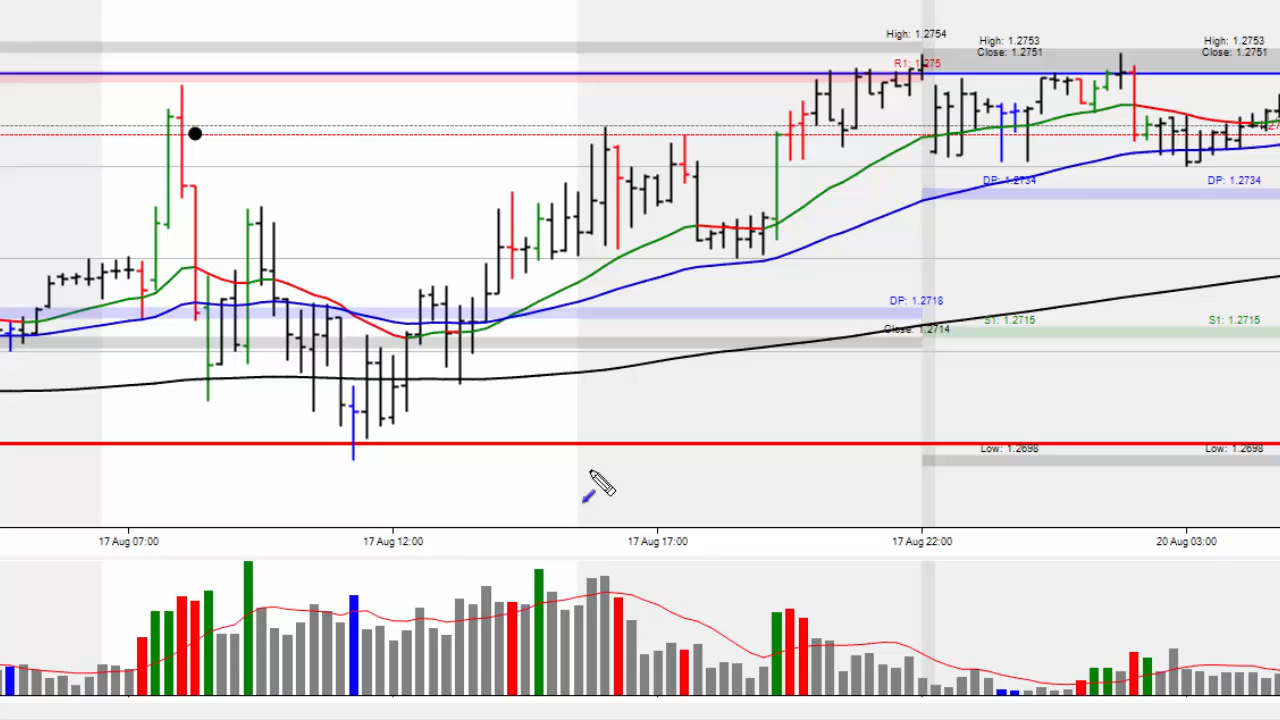 High: 1.2754
High: 1.2753
High: 1.2753
Close: 1.2751
Close: 1.2751
R1: 1.275
DP: 1.2734
DP: 1.2734
DP: 1.2718
S1: 1.2715
S1: 1.2715
Close: 1.2714
Low: 1.2698
Low: 1.2698
17 Aug 07:00
17 Aug 12:00
17 Aug 17:00
17 Aug 22:00
20 Aug 03:00